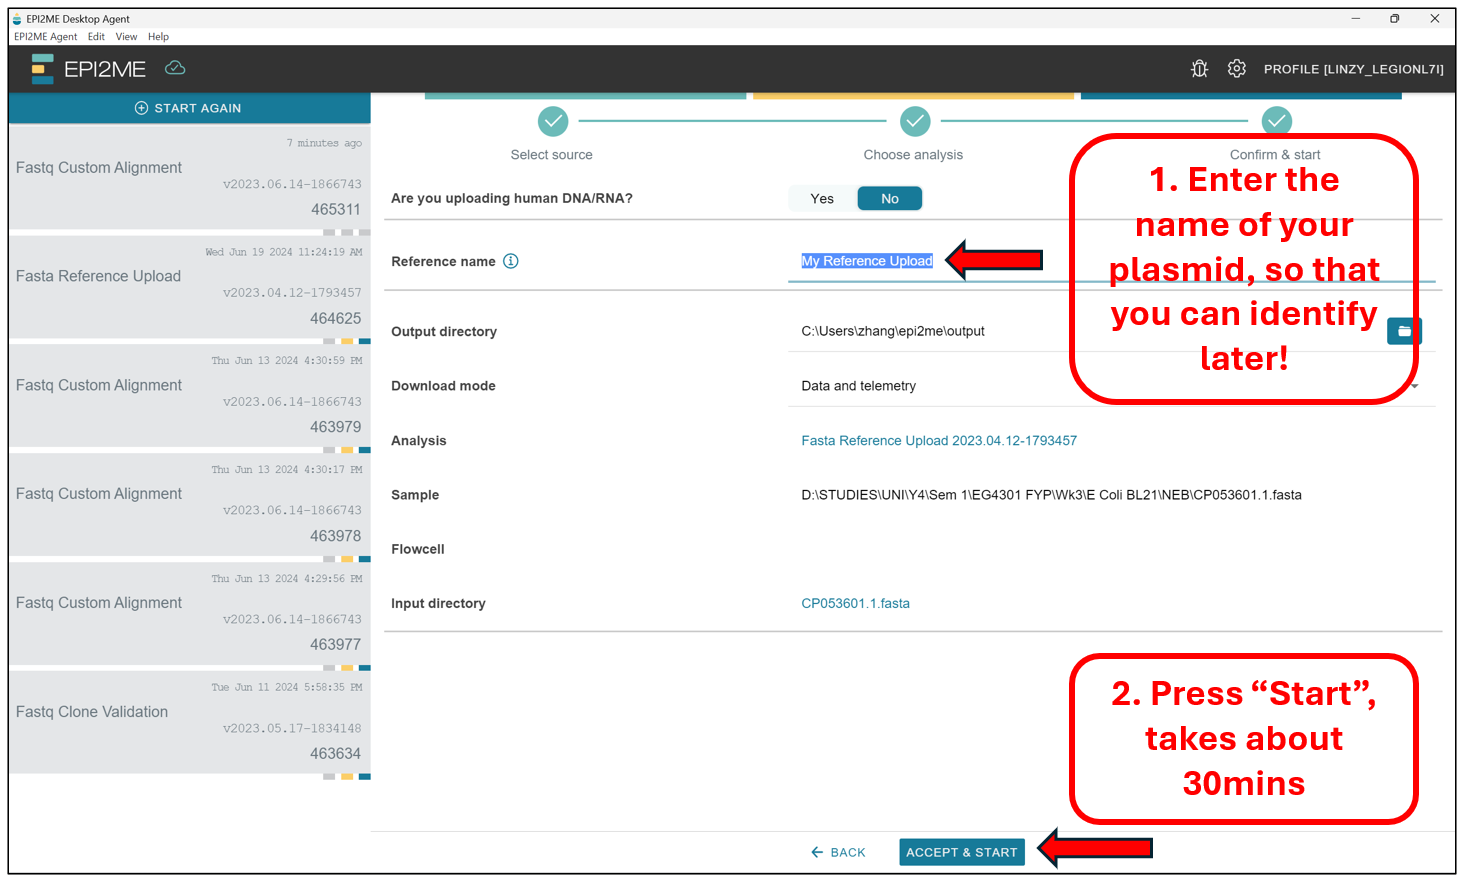 EPI2ME Desktop Agent
EPI2ME Agent Edit View Help
EPI2ME
PROFILE [LINZY_LEGIONL7I]
START AGAIN
7 minutes ago
Fastq Custom Alignment
v2023.06.14-1866743
465311
Wed Jun 19 2024 11:24:19 AM
Fasta Reference Upload
v2023.04.12-1793457
464625
Thu Jun 13 2024 4:30:59 PM
Fastq Custom Alignment
v2023.06.14-1866743
463979
Thu Jun 13 2024 4:30:17 PM
Fastq Custom Alignment
v2023.06.14-1866743
463978
Thu Jun 13 2024 4:29:56 PM
Fastq Custom Alignment
v2023.06.14-1866743
463977
Tue Jun 11 2024 5:58:35 PM
Fastq Clone Validation
v2023.05.17-1834148
463634
Select source
Choose analysis
Confirm & start
Are you uploading human DNA/RNA? Yes No
Reference name My Reference Upload
Output directory C:\Users\zhang\epi2me\output
Download mode Data and telemetry
Analysis Fasta Reference Upload 2023.04.12-1793457
Sample D:\STUDIES\UNI\Y4\Sem 1\EG4301 FYP\Wk3\E Coli BL21\NEB\CP053601.1.fasta
Flowcell
Input directory CP053601.1.fasta
1. Enter the
name of your
plasmid, so that
you can identify
later!
2. Press “Start”,
takes about
30mins
BACK
ACCEPT & START